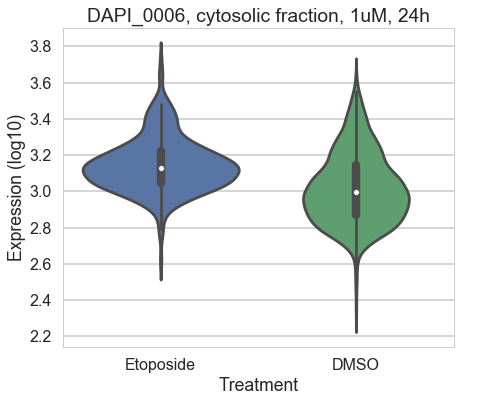 DAPI_0006, cytosolic fraction, 1uM, 24h
Expression (log10)
3.8
3.6
3.4
3.2
3.0
2.8
2.6
2.4
2.2
Etoposide DMSO
Treatment